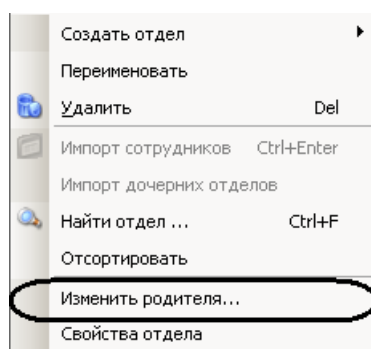 Создать отдел
Переименовать
Удалить Del
Импорт сотрудников Ctrl+Enter
Импорт дочерних отделов
Найти отдел ... Ctrl+F
Отсортировать
Изменить родителя...
Свойства отдела